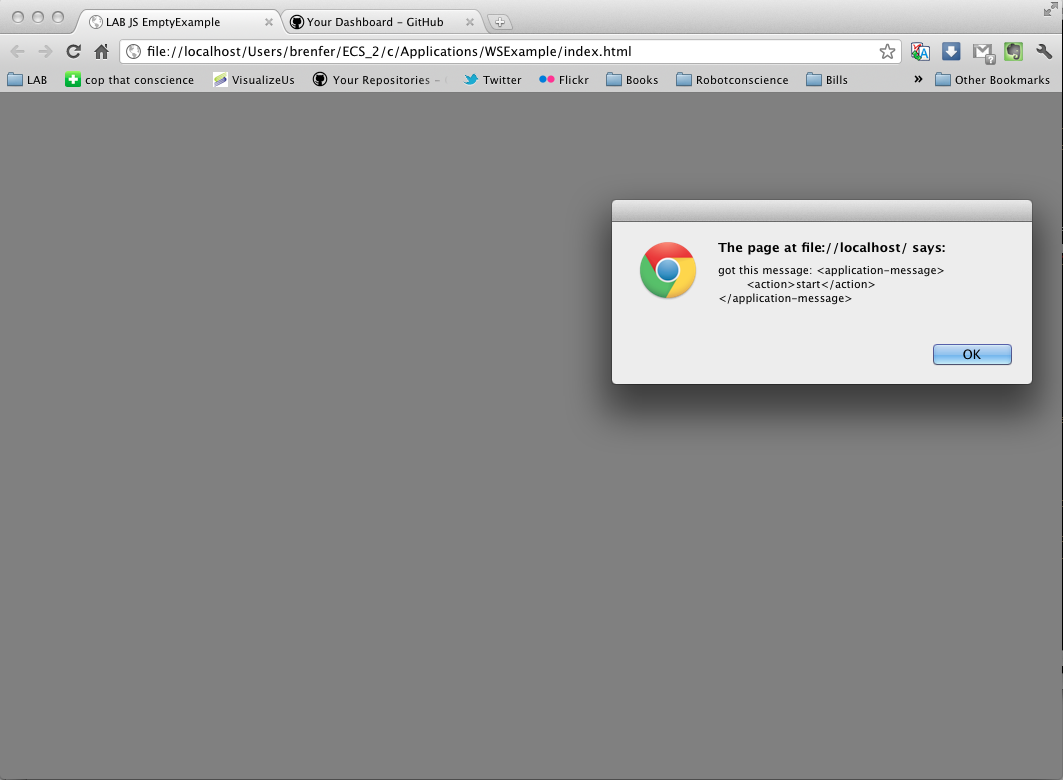 LAB JS EmptyExample
Your Dashboard - GitHub
file://localhost/Users/brenfer/ECS_2/c/Applications/WSExample/index.html
LAB
cop that conscience
VisualizeUs
Your Repositories -
Twitter
Flickr
Books
Robotconscience
Bills
»
Other Bookmarks
The page at file://localhost/ says:
got this message: <application-message>
<action>start</action>
</application-message>
OK